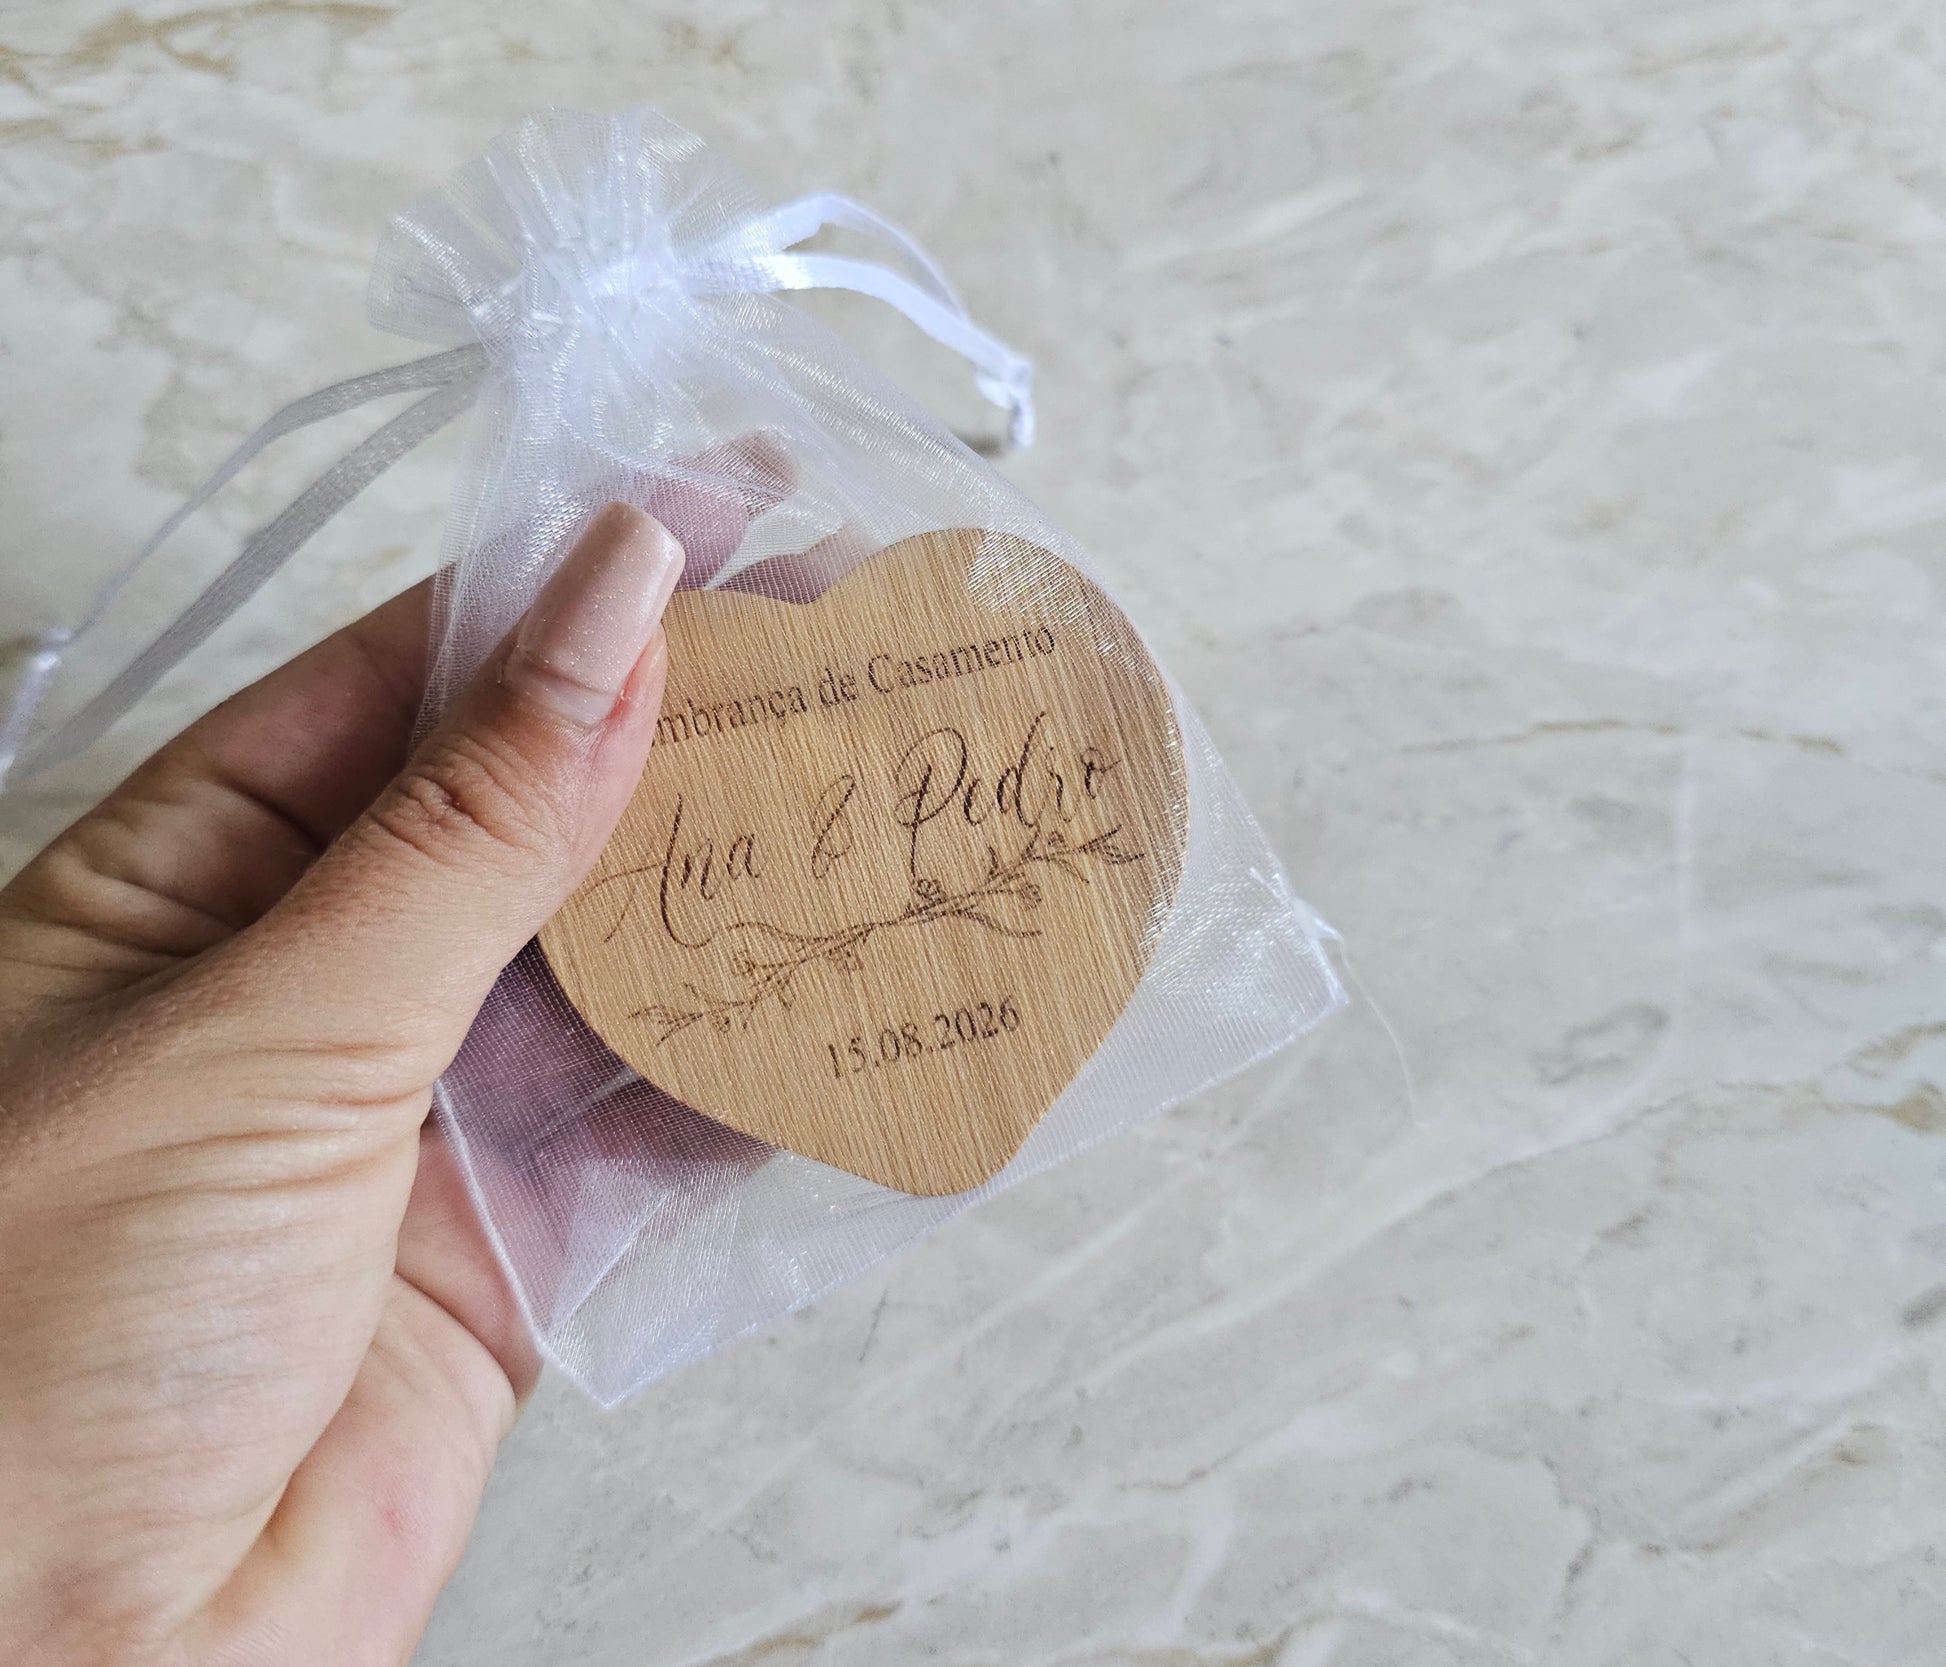 mbrança de Casamento
Ana & Pedro
15.08.2026